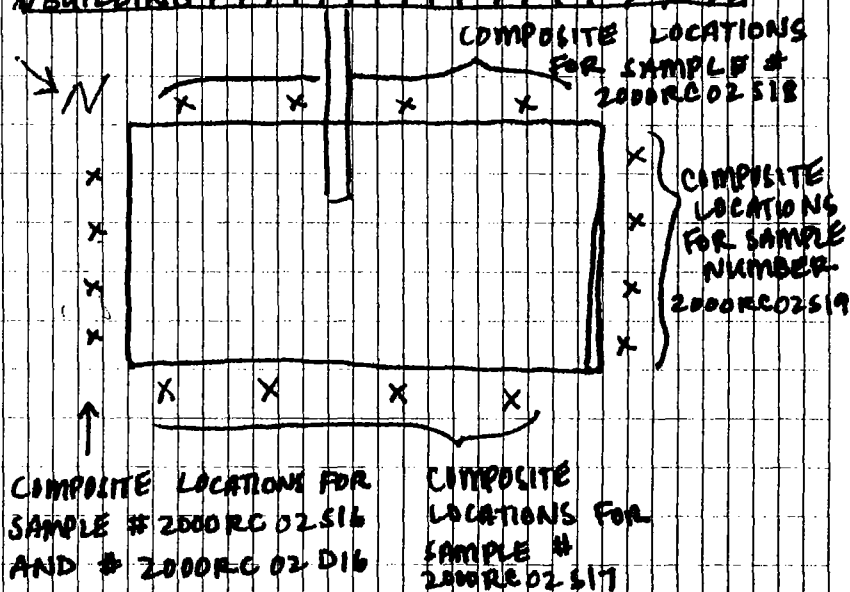 BUILDING
COMPOSITE LOCATIONS
FOR SAMPLE #
2000RC02S18
N
COMPOSITE
LOCATIONS
FOR SAMPLE
NUMBER
2000RC02S19
COMPOSITE LOCATIONS FOR
SAMPLE # 2000RC02S16
AND # 2000RC02D16
COMPOSITE
LOCATIONS FOR
SAMPLE #
2000RC02S17